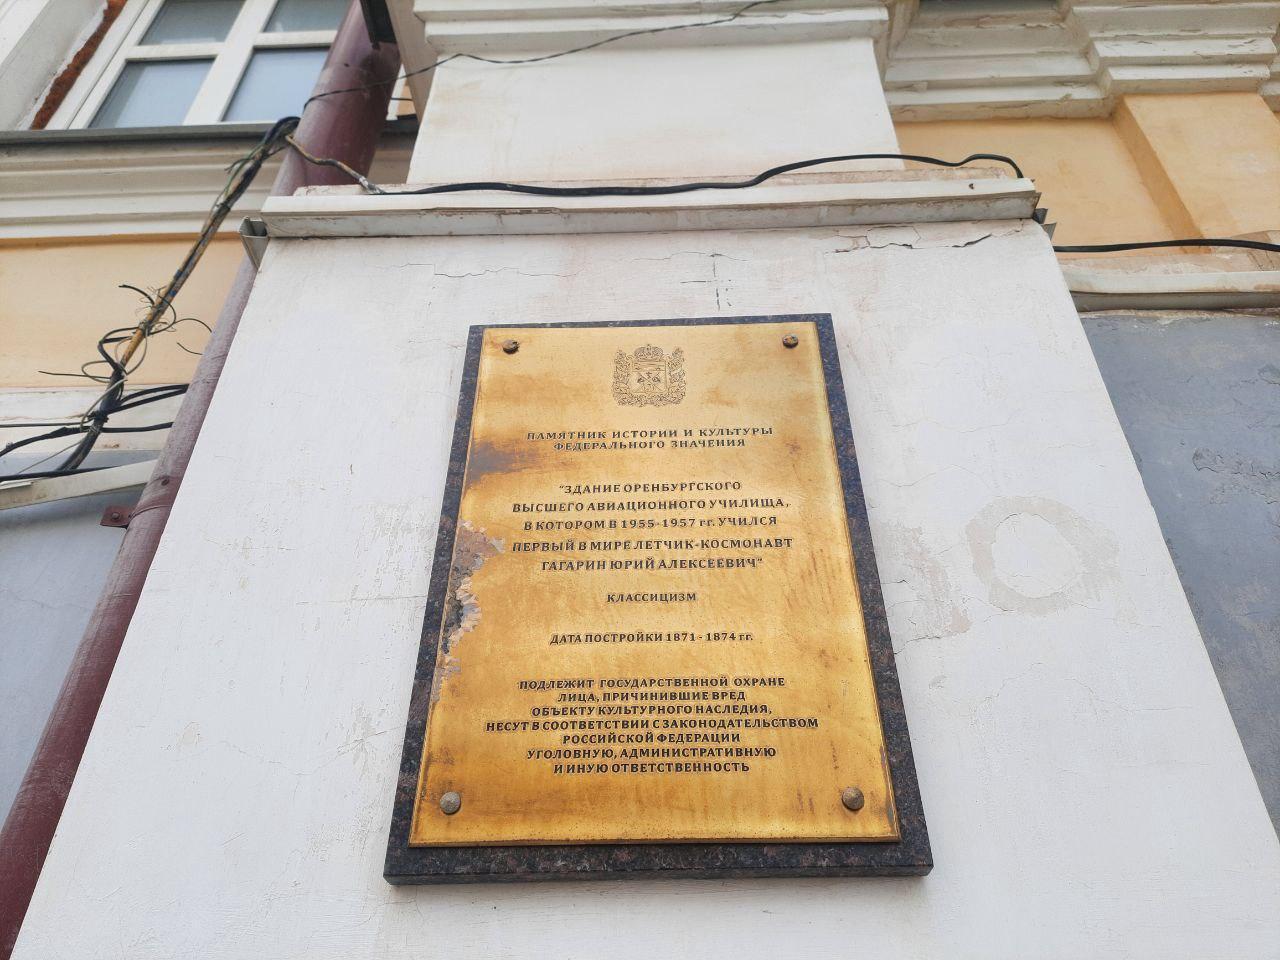 ПАМЯТНИК ИСТОРИИ И КУЛЬТУРЫ
ФЕДЕРАЛЬНОГО ЗНАЧЕНИЯ
"ЗДАНИЕ ОРЕНБУРГСКОГО
ВЫСШЕГО АВИАЦИОННОГО УЧИЛИЩА,
В КОТОРОМ В 1955-1957 гг. УЧИЛСЯ
ПЕРВЫЙ В МИРЕ ЛЕТЧИК-КОСМОНАВТ
ГАГАРИН ЮРИЙ АЛЕКСЕЕВИЧ"
КЛАССИЦИЗМ
ДАТА ПОСТРОЙКИ 1871 - 1874 гг.
ПОДЛЕЖИТ ГОСУДАРСТВЕННОЙ ОХРАНЕ
ЛИЦА, ПРИЧИНИВШИЕ ВРЕД
ОБЪЕКТУ КУЛЬТУРНОГО НАСЛЕДИЯ,
НЕСУТ В СООТВЕТСТВИИ С ЗАКОНОДАТЕЛЬСТВОМ
РОССИЙСКОЙ ФЕДЕРАЦИИ
УГОЛОВНУЮ, АДМИНИСТРАТИВНУЮ
И ИНУЮ ОТВЕТСТВЕННОСТЬ